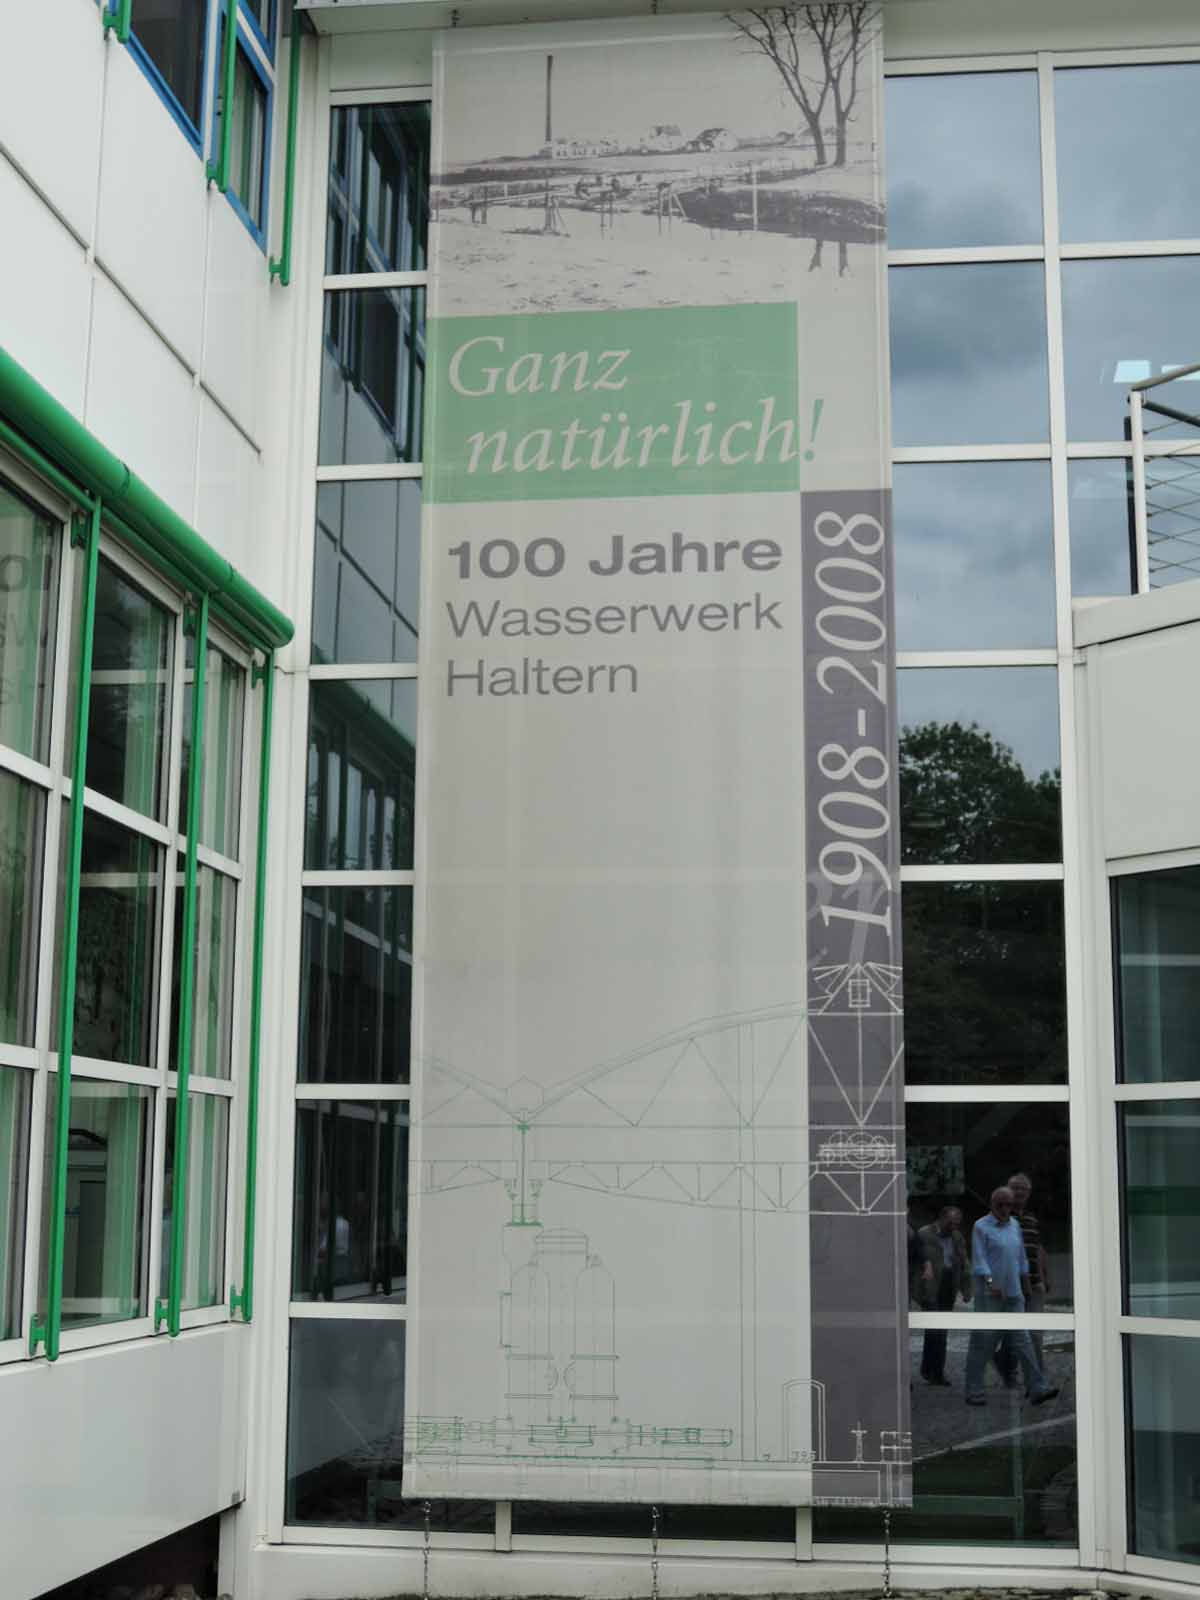 Ganz
natürlich!
100 Jahre
Wasserwerk
Haltern
1908-2008